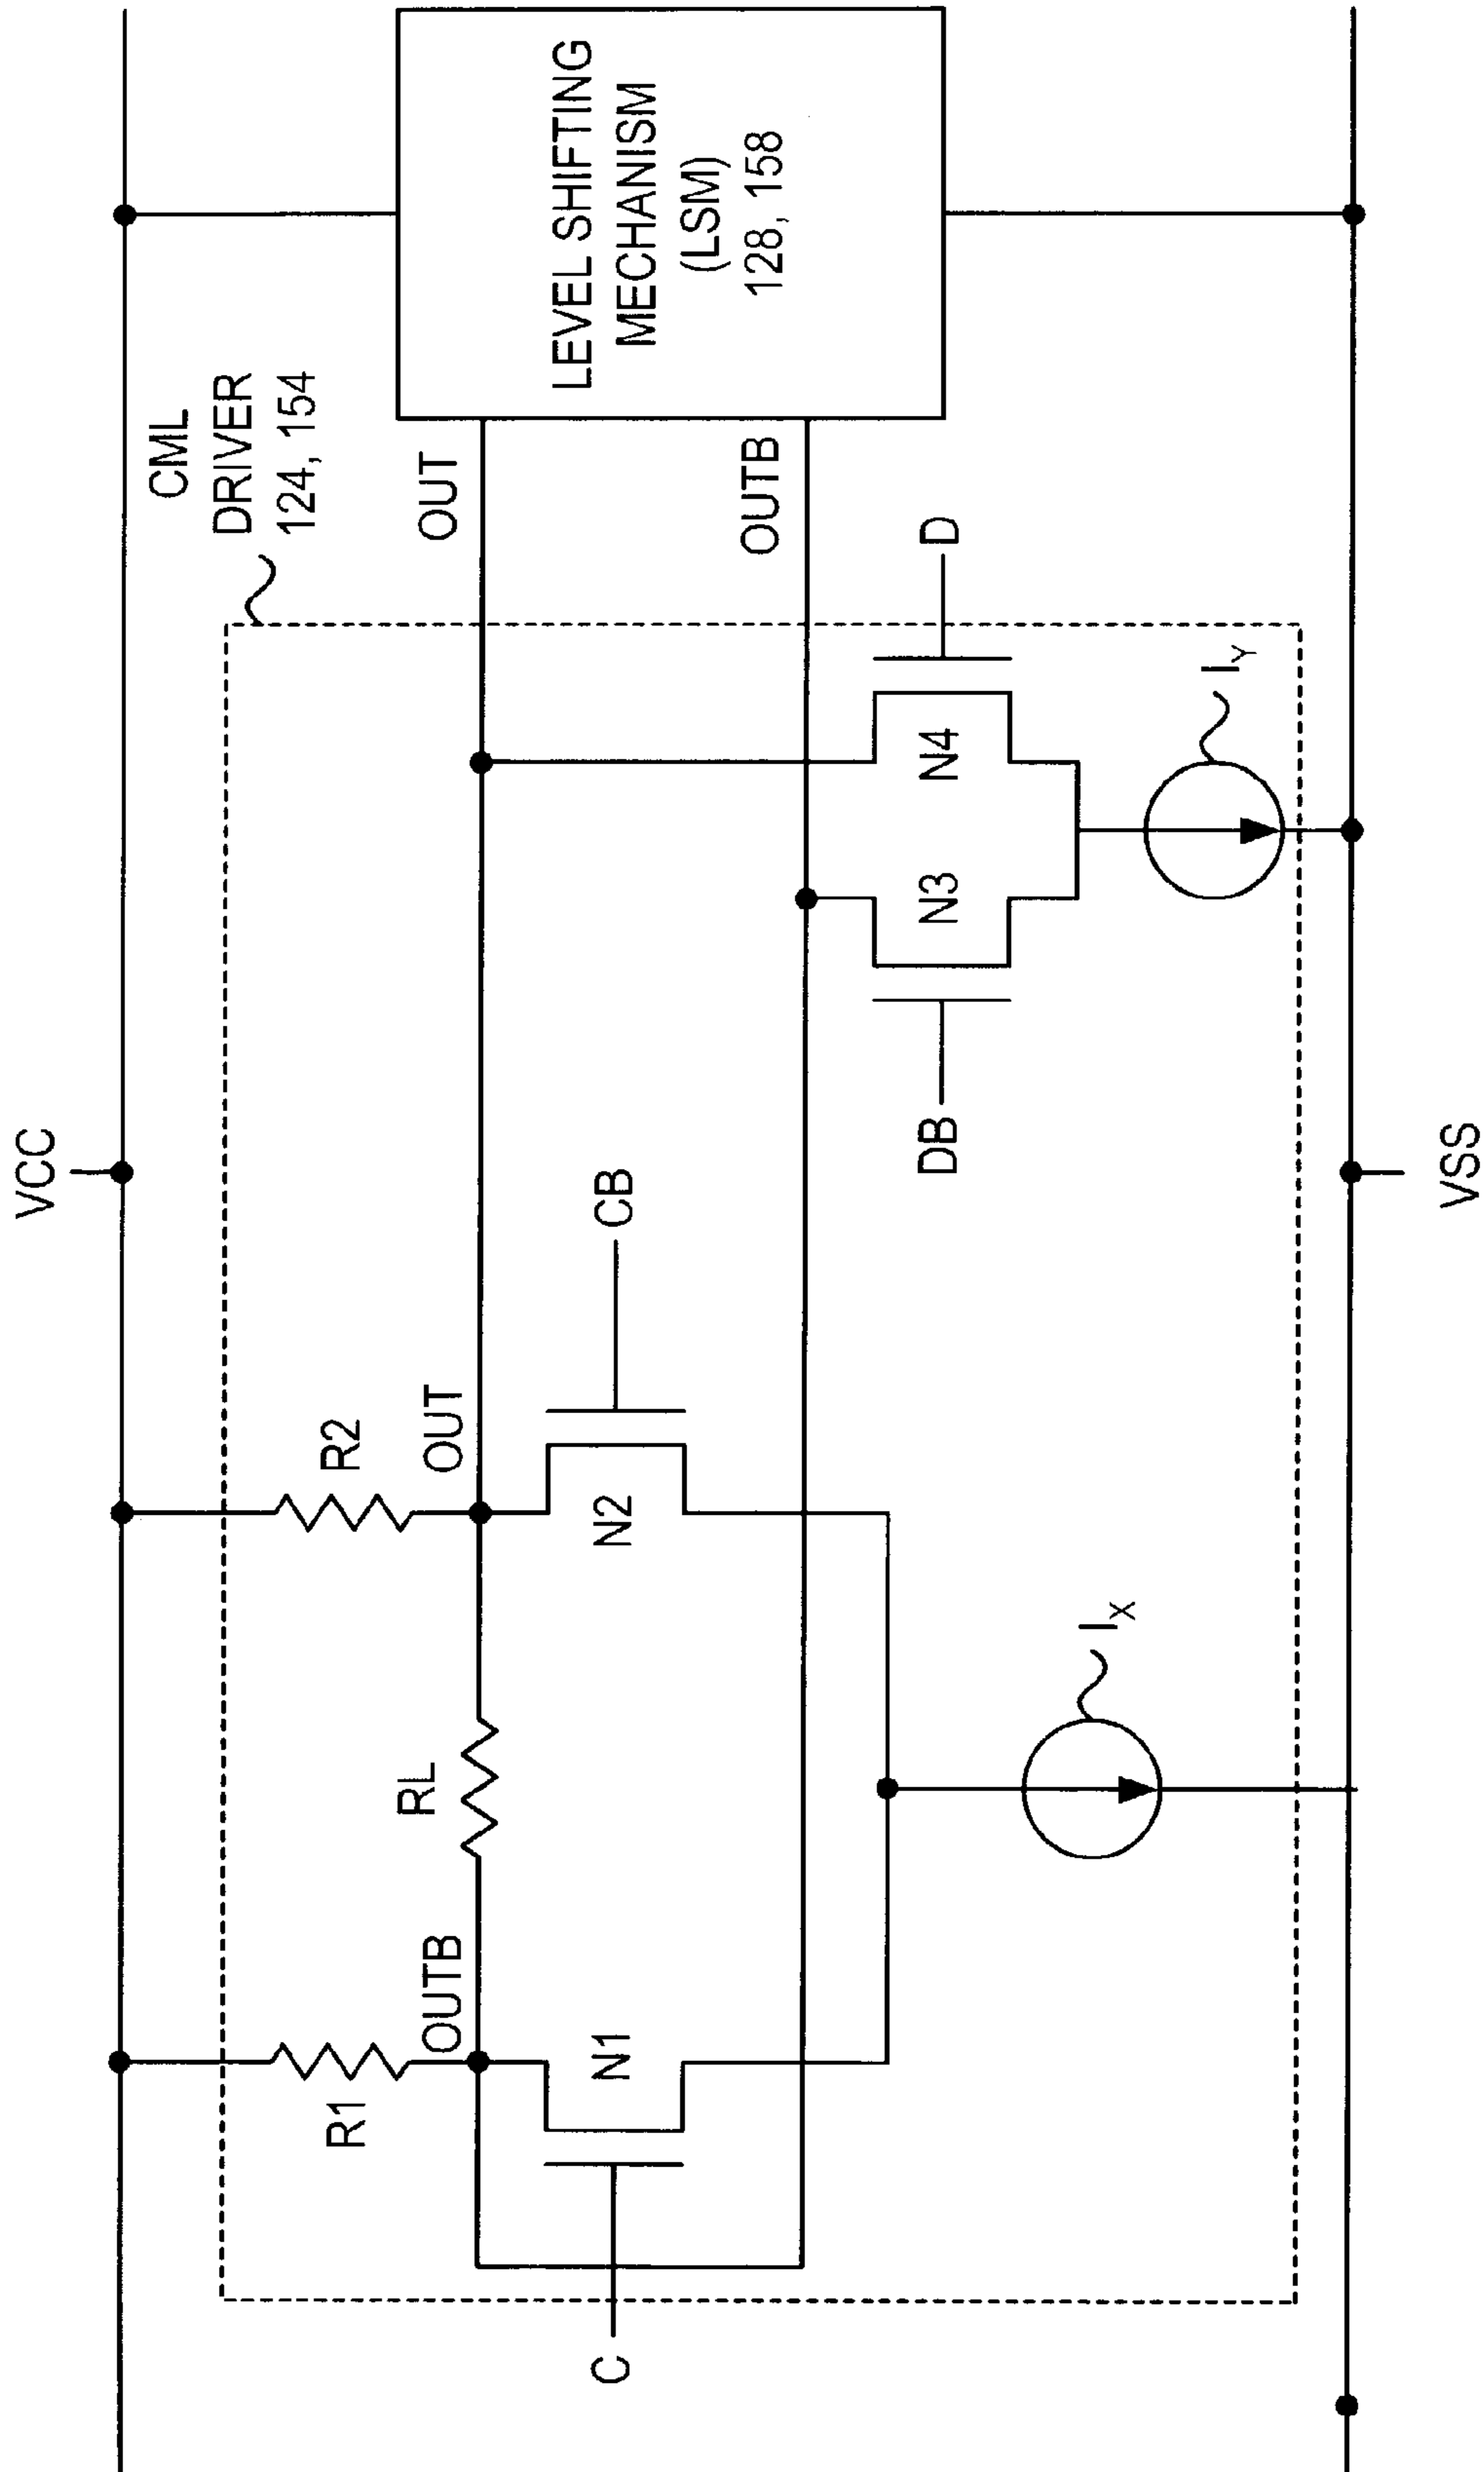 VCC
CML
DRIVER
124, 154
LEVEL SHIFTING
MECHANISM
(LSM)
128, 158
R1
R2
OUTB
RL
OUT
OUT
OUTB
C
N1
N2
CB
DB
N3
N4
D
IX
IY
VSS